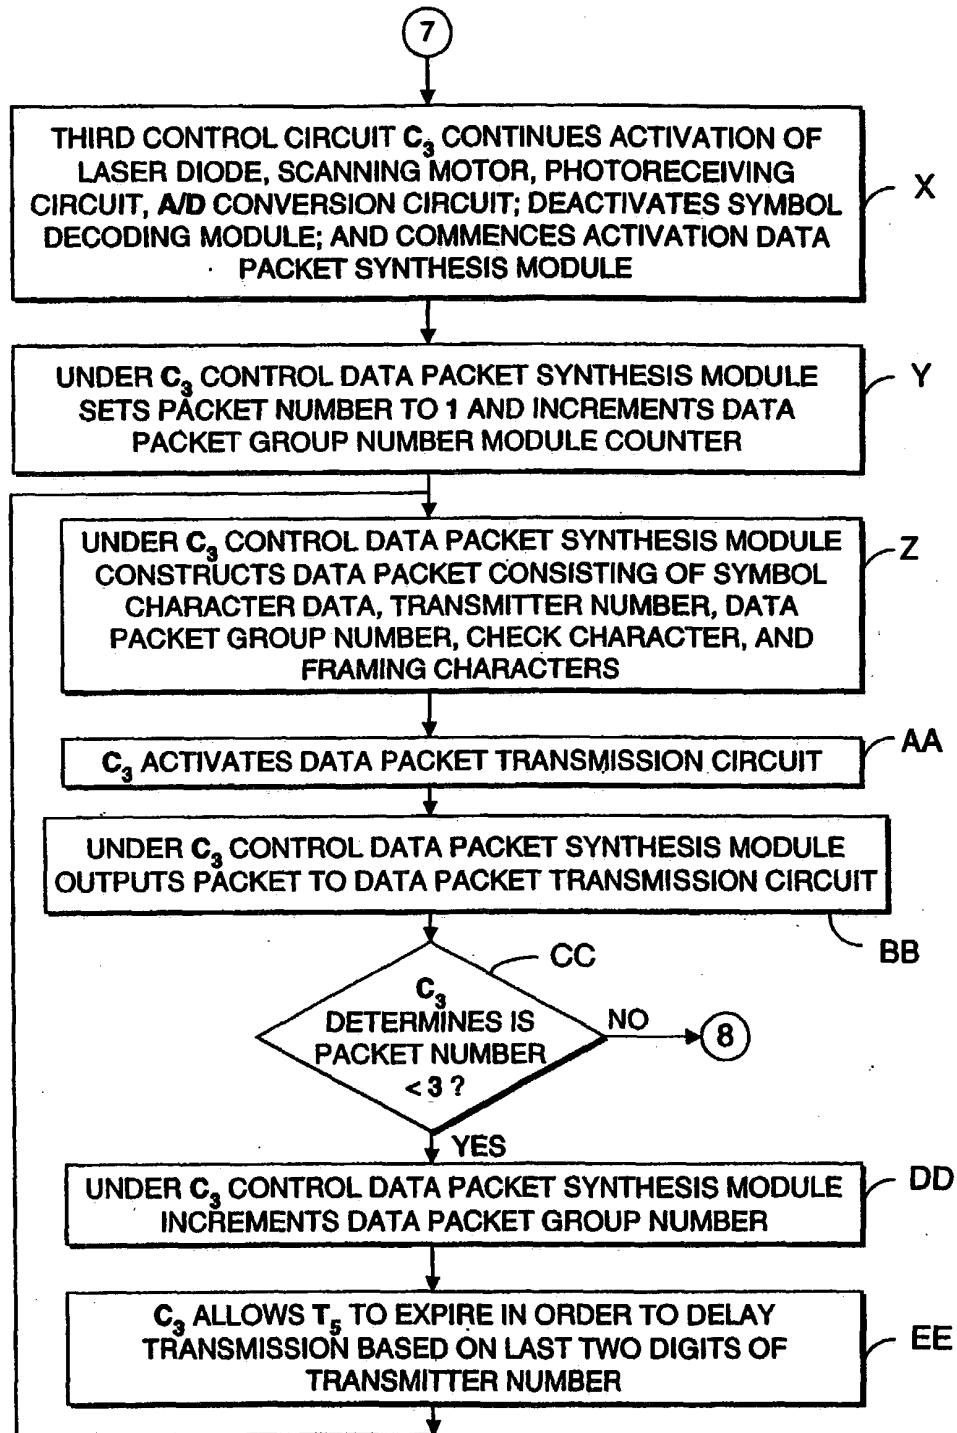 7
THIRD CONTROL CIRCUIT C3 CONTINUES ACTIVATION OF
LASER DIODE, SCANNING MOTOR, PHOTORECEIVING
CIRCUIT, A/D CONVERSION CIRCUIT; DEACTIVATES SYMBOL
DECODING MODULE; AND COMMENCES ACTIVATION DATA
PACKET SYNTHESIS MODULE
X
UNDER C3 CONTROL DATA PACKET SYNTHESIS MODULE
SETS PACKET NUMBER TO 1 AND INCREMENTS DATA
PACKET GROUP NUMBER MODULE COUNTER
Y
UNDER C3 CONTROL DATA PACKET SYNTHESIS MODULE
CONSTRUCTS DATA PACKET CONSISTING OF SYMBOL
CHARACTER DATA, TRANSMITTER NUMBER, DATA
PACKET GROUP NUMBER, CHECK CHARACTER, AND
FRAMING CHARACTERS
Z
C3 ACTIVATES DATA PACKET TRANSMISSION CIRCUIT
AA
UNDER C3 CONTROL DATA PACKET SYNTHESIS MODULE
OUTPUTS PACKET TO DATA PACKET TRANSMISSION CIRCUIT
BB
CC
C3
DETERMINES IS
PACKET NUMBER
< 3 ?
NO
8
YES
UNDER C3 CONTROL DATA PACKET SYNTHESIS MODULE
INCREMENTS DATA PACKET GROUP NUMBER
DD
C3 ALLOWS T5 TO EXPIRE IN ORDER TO DELAY
TRANSMISSION BASED ON LAST TWO DIGITS OF
TRANSMITTER NUMBER
EE